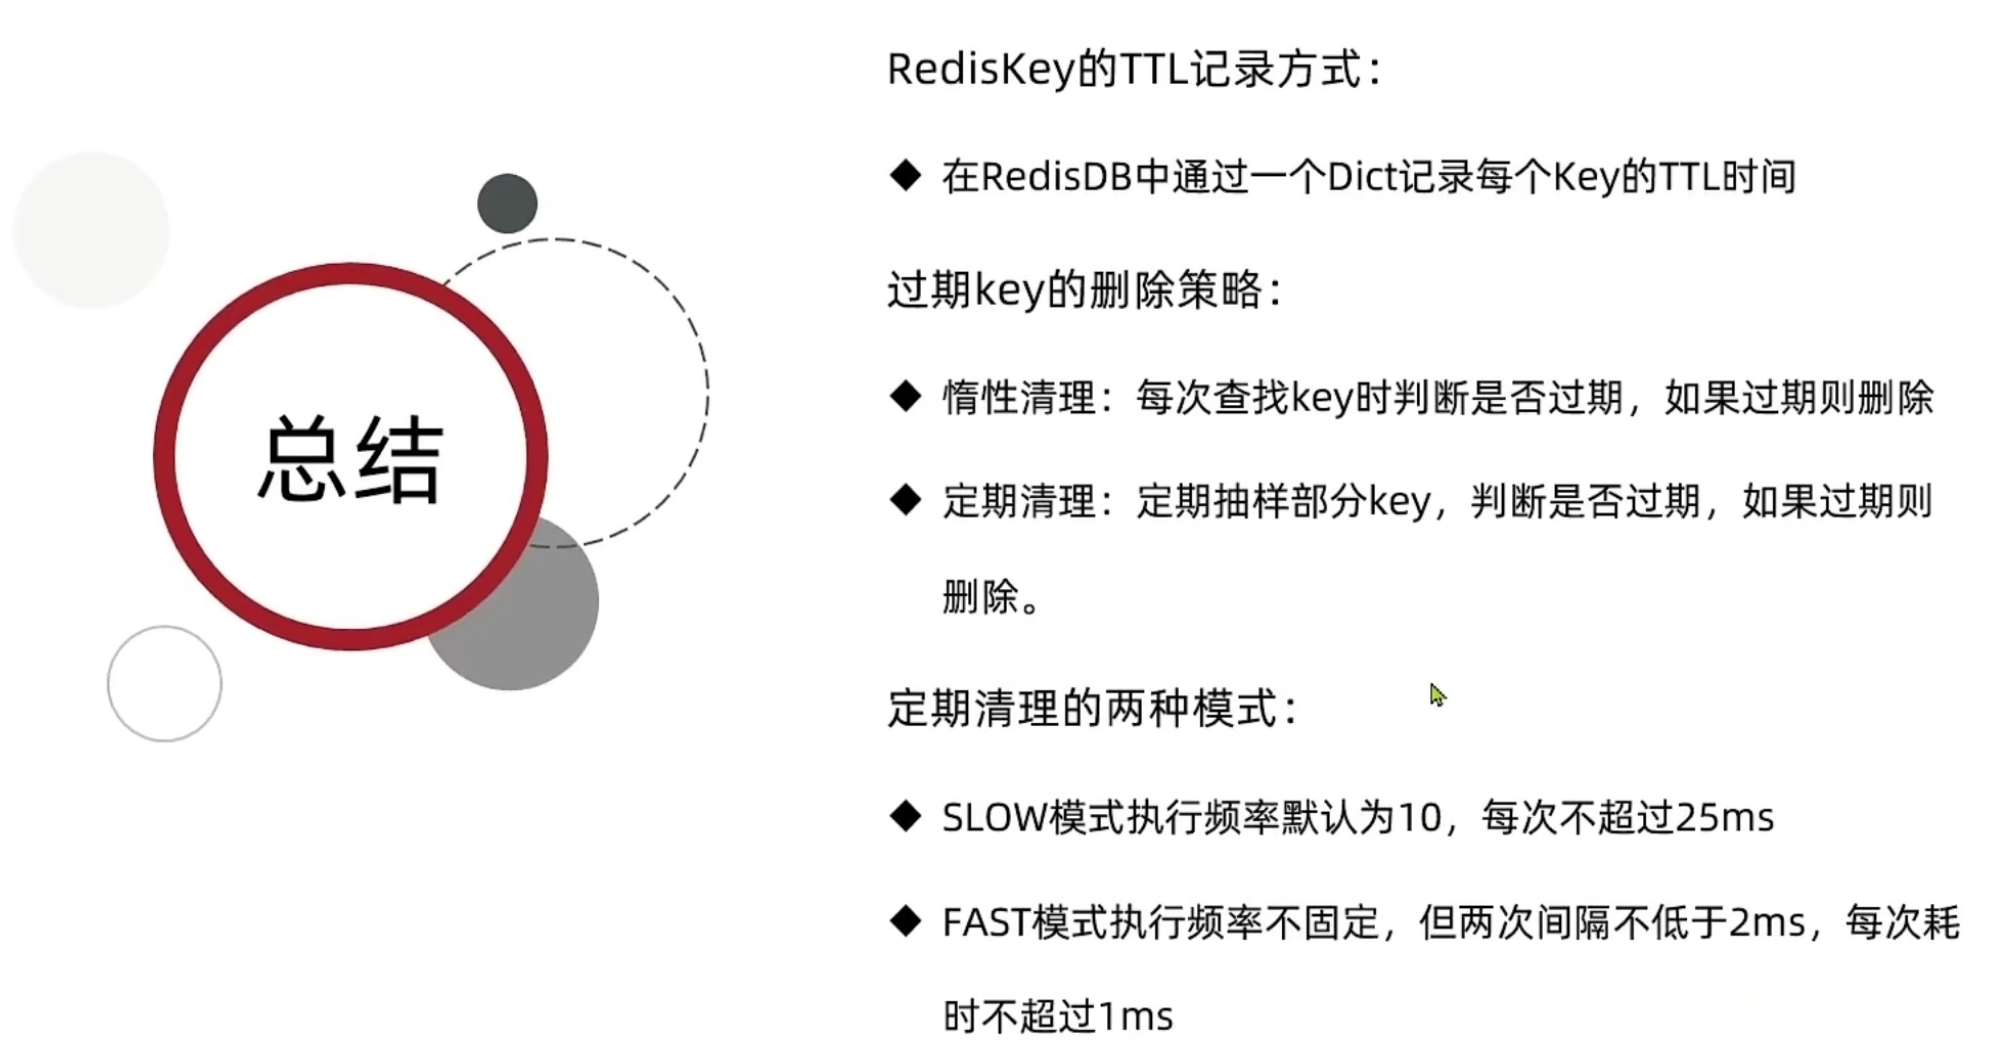 总结
RedisKey的TTL记录方式：
◆ 在RedisDB中通过一个Dict记录每个Key的TTL时间
过期key的删除策略：
◆ 惰性清理：每次查找key时判断是否过期，如果过期则删除
◆ 定期清理：定期抽样部分key，判断是否过期，如果过期则
删除。
定期清理的两种模式：
◆ SLOW模式执行频率默认为10，每次不超过25ms
◆ FAST模式执行频率不固定，但两次间隔不低于2ms，每次耗
时不超过1ms